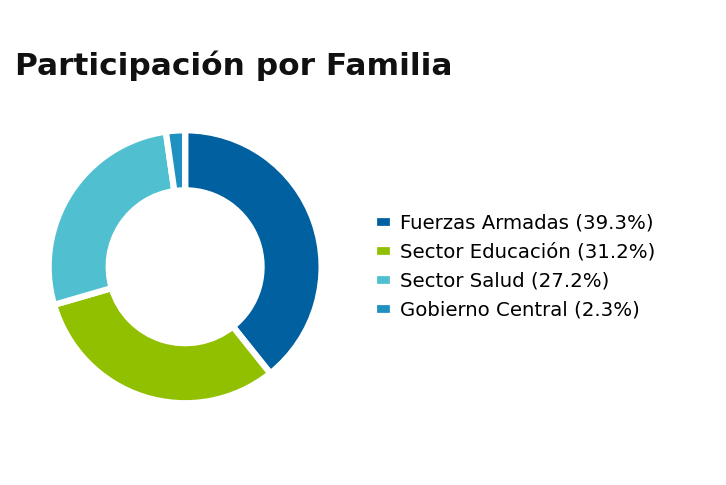 Participación por Familia
Fuerzas Armadas (39.3%)
Sector Educación (31.2%)
Sector Salud (27.2%)
Gobierno Central (2.3%)